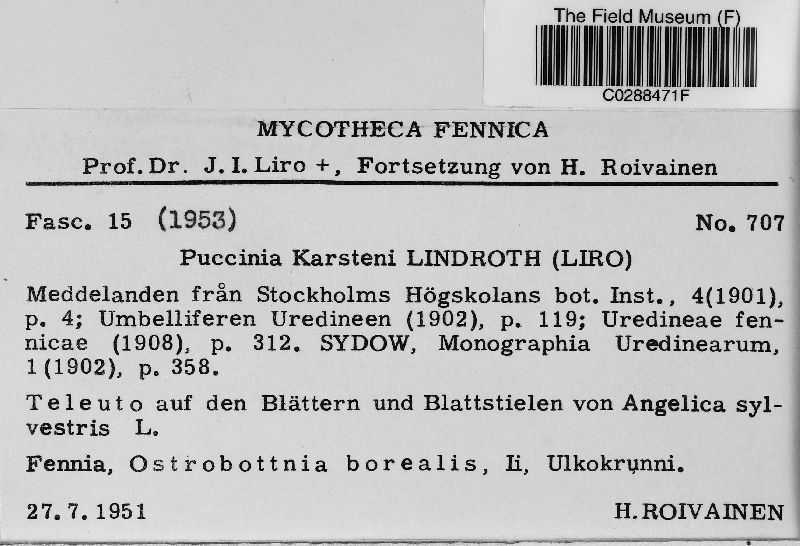 The Field Museum (F)
C0288471F
MYCOTHECA FENNICA
Prof. Dr. J. I. Liro +, Fortsetzung von H. Roivainen
Fasc. 15 (1953) No. 707
Puccinia Karsteni LINDROTH (LIRO)
Meddelanden från Stockholms Högskolans bot. Inst., 4(1901),
p. 4; Umbelliferen Uredineen (1902), p. 119; Uredineae fen-
nicae (1908), p. 312. SYDOW, Monographia Uredinearum,
1(1902), p. 358.
Teleuto auf den Blättern und Blattstielen von Angelica syl-
vestris L.
Fennia, Ostrobottnia borealis, Ii, Ulkokrunni.
27. 7. 1951 H. ROIVAINEN